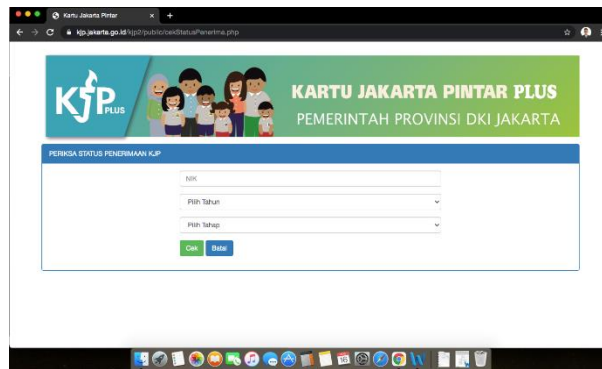 Kartu Jakarta Pintar
kjp.jakarta.go.id/kjp2/public/cekStatusPenerima.php
KJP
PLUS
KARTU JAKARTA PINTAR PLUS
PEMERINTAH PROVINSI DKI JAKARTA
PERIKSA STATUS PENERIMAAN KJP
NIK
Pilih Tahun
Pilih Tahap
Cek Batal
16